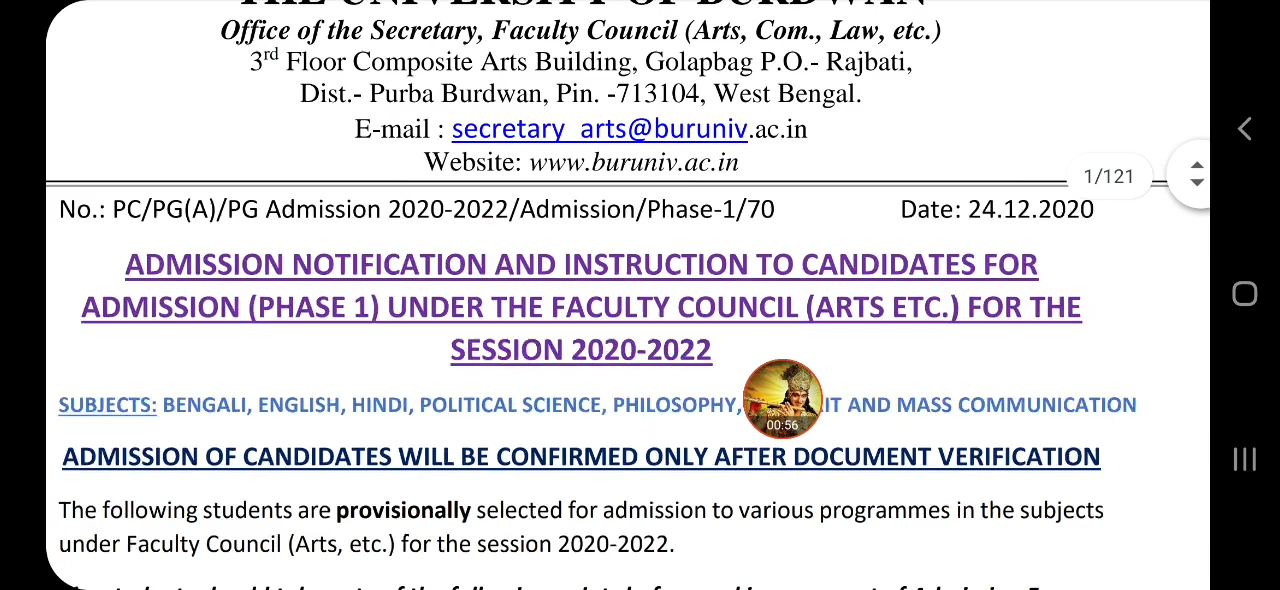 THE UNIVERSITY OF BURDWAN
Office of the Secretary, Faculty Council (Arts, Com., Law, etc.)
3rd Floor Composite Arts Building, Golapbag P.O.- Rajbati,
Dist.- Purba Burdwan, Pin. -713104, West Bengal.
E-mail : secretary_arts@buruniv.ac.in
Website: www.buruniv.ac.in
1/121
No.: PC/PG(A)/PG Admission 2020-2022/Admission/Phase-1/70 Date: 24.12.2020
ADMISSION NOTIFICATION AND INSTRUCTION TO CANDIDATES FOR
ADMISSION (PHASE 1) UNDER THE FACULTY COUNCIL (ARTS ETC.) FOR THE
SESSION 2020-2022
SUBJECTS: BENGALI, ENGLISH, HINDI, POLITICAL SCIENCE, PHILOSOPHY, IT AND MASS COMMUNICATION
00:56
ADMISSION OF CANDIDATES WILL BE CONFIRMED ONLY AFTER DOCUMENT VERIFICATION
The following students are provisionally selected for admission to various programmes in the subjects
under Faculty Council (Arts, etc.) for the session 2020-2022.